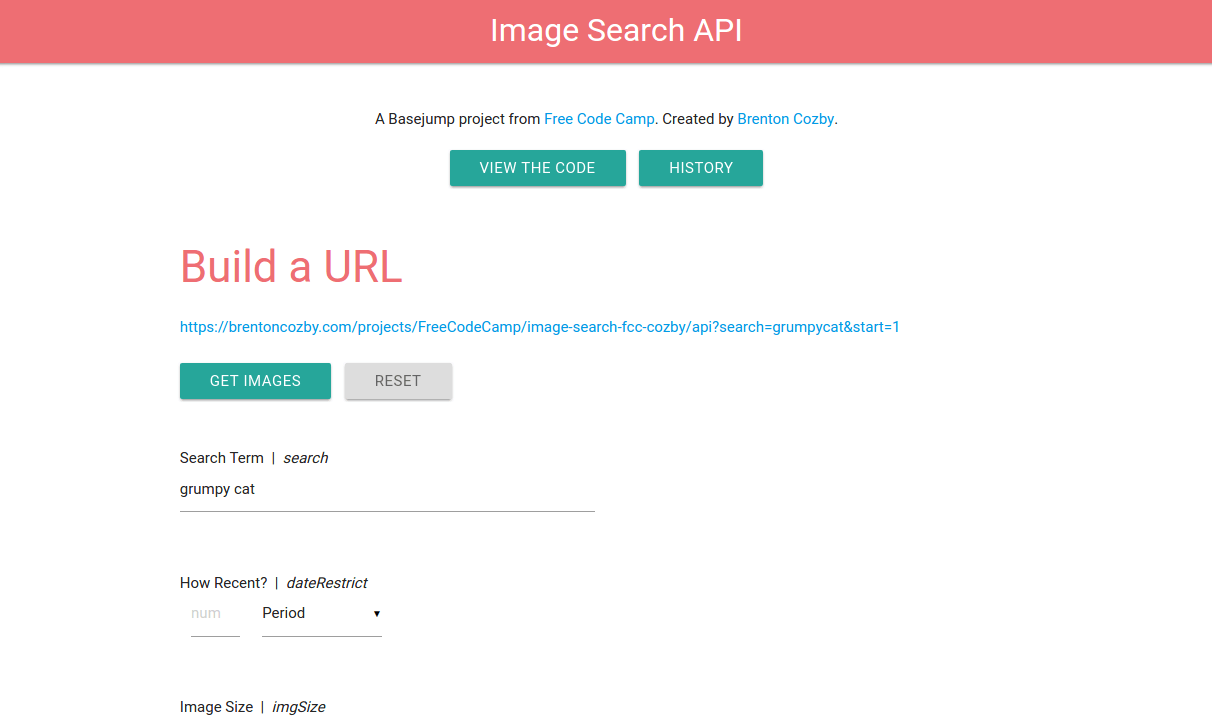 Image Search API
A Basejump project from Free Code Camp. Created by Brenton Cozby.
VIEW THE CODE HISTORY
Build a URL
https://brentoncozby.com/projects/FreeCodeCamp/image-search-fcc-cozby/api?search=grumpycat&start=1
GET IMAGES RESET
Search Term | search
grumpy cat
How Recent? | dateRestrict
num Period ▼
Image Size | imgSize